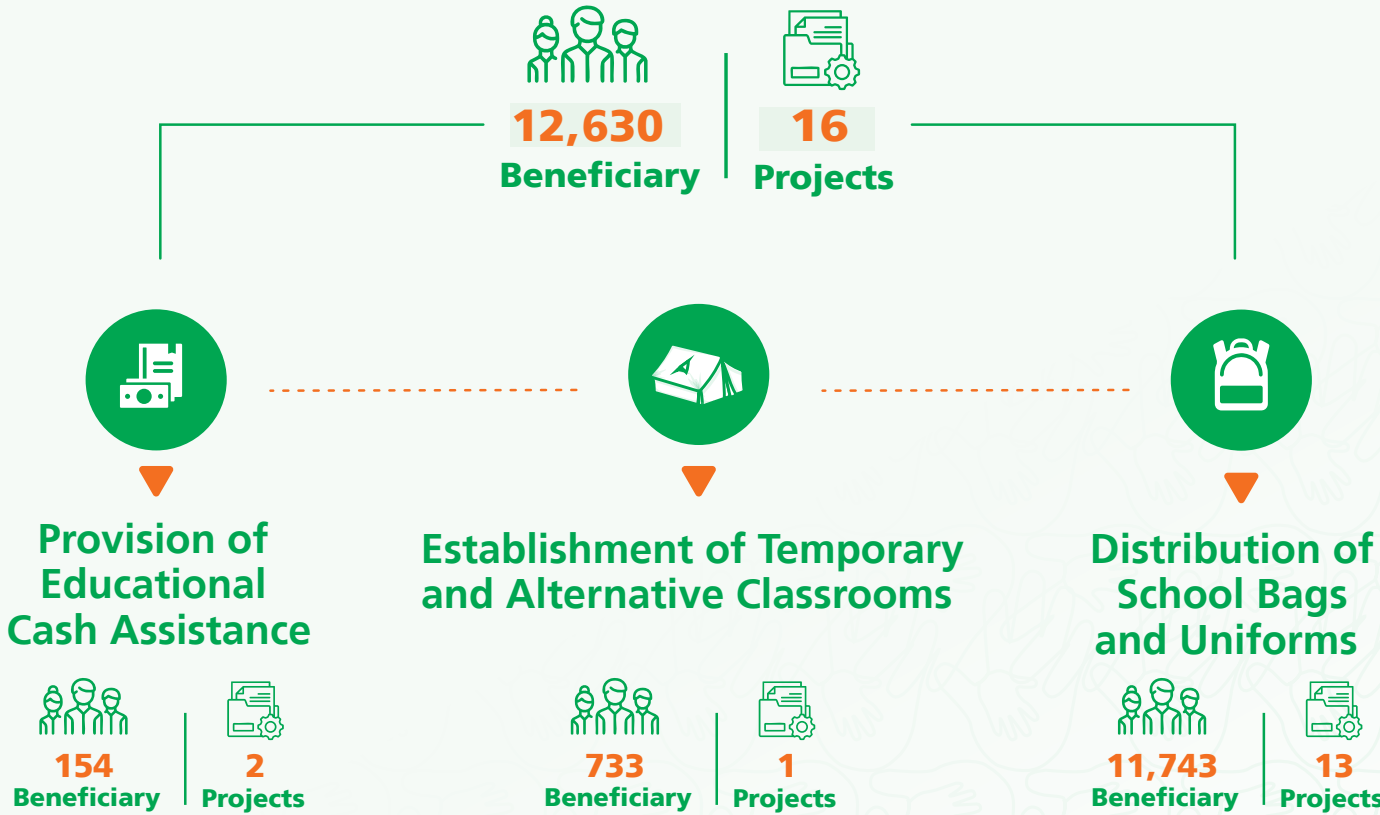 12,630
Beneficiary
16
Projects
Provision of
Educational
Cash Assistance
154
Beneficiary
2
Projects
Establishment of Temporary
and Alternative Classrooms
733
Beneficiary
1
Projects
Distribution of
School Bags
and Uniforms
11,743
Beneficiary
13
Projects